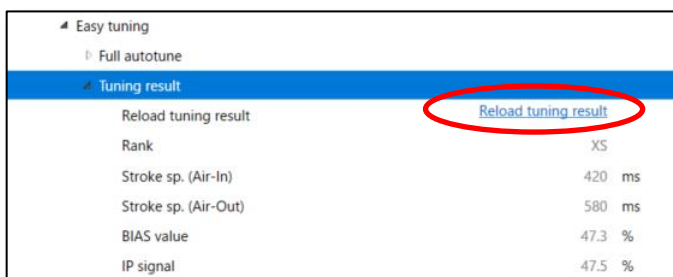 Easy tuning
Full autotune
Tuning result
Reload tuning result Reload tuning result
Rank XS
Stroke sp. (Air-In) 420 ms
Stroke sp. (Air-Out) 580 ms
BIAS value 47.3 %
IP signal 47.5 %